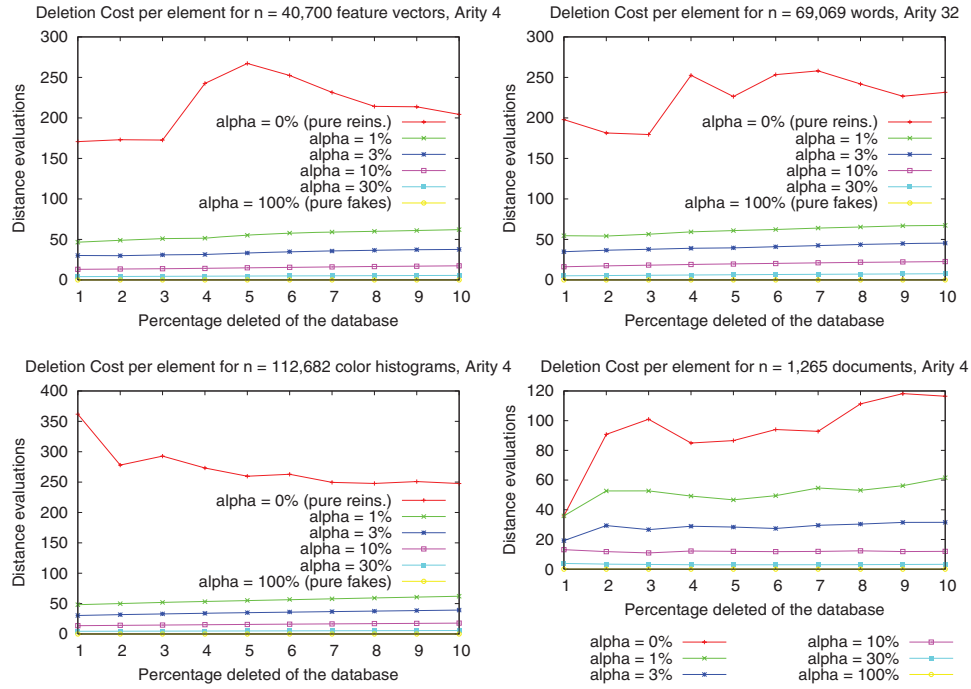 Deletion Cost per element for n = 40,700 feature vectors, Arity 4
300
250
200
150
100
50
0
Distance evaluations
alpha = 0% (pure reins.)
alpha = 1%
alpha = 3%
alpha = 10%
alpha = 30%
alpha = 100% (pure fakes)
1 2 3 4 5 6 7 8 9 10
Percentage deleted of the database
Deletion Cost per element for n = 69,069 words, Arity 32
300
250
200
150
100
50
0
Distance evaluations
alpha = 0% (pure reins.)
alpha = 1%
alpha = 3%
alpha = 10%
alpha = 30%
alpha = 100% (pure fakes)
1 2 3 4 5 6 7 8 9 10
Percentage deleted of the database
Deletion Cost per element for n = 112,682 color histograms, Arity 4
400
350
300
250
200
150
100
50
0
Distance evaluations
alpha = 0% (pure reins.)
alpha = 1%
alpha = 3%
alpha = 10%
alpha = 30%
alpha = 100% (pure fakes)
1 2 3 4 5 6 7 8 9 10
Percentage deleted of the database
Deletion Cost per element for n = 1,265 documents, Arity 4
120
100
80
60
40
20
0
Distance evaluations
1 2 3 4 5 6 7 8 9 10
Percentage deleted of the database
alpha = 0%
alpha = 1%
alpha = 3%
alpha = 10%
alpha = 30%
alpha = 100%